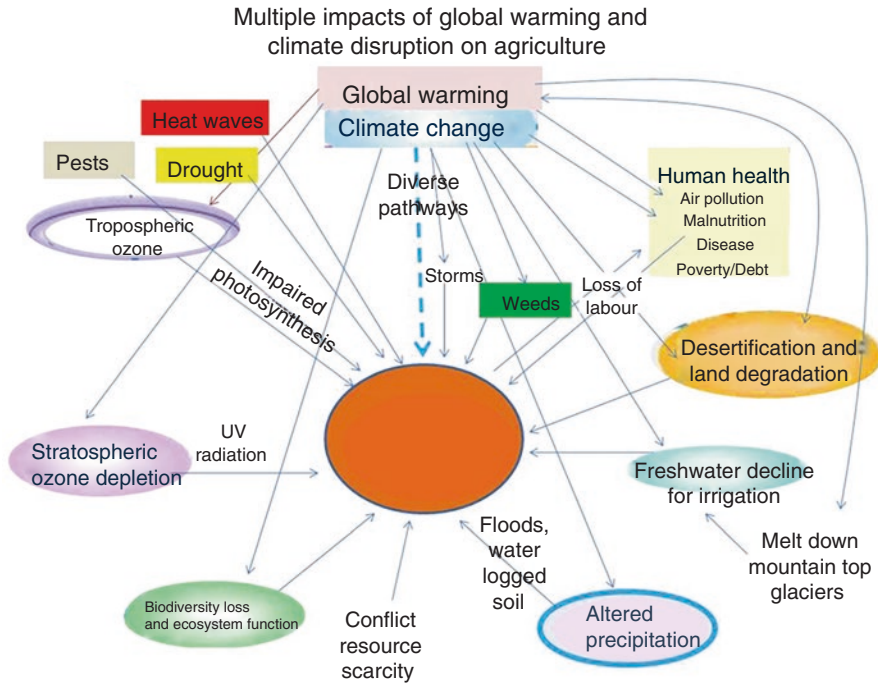 Multiple impacts of global warming and
climate disruption on agriculture
Global warming
Climate change
Heat waves
Pests
Drought
Tropospheric
ozone
Diverse
pathways
Human health
Air pollution
Malnutrition
Disease
Poverty/Debt
Impaired
photosynthesis
Storms
Weeds
Loss of
labour
Desertification and
land degradation
Stratospheric
ozone depletion
UV
radiation
Freshwater decline
for irrigation
Floods,
water
logged
soil
Melt down
mountain top
glaciers
Biodiversity loss
and ecosystem function
Conflict
resource
scarcity
Altered
precipitation